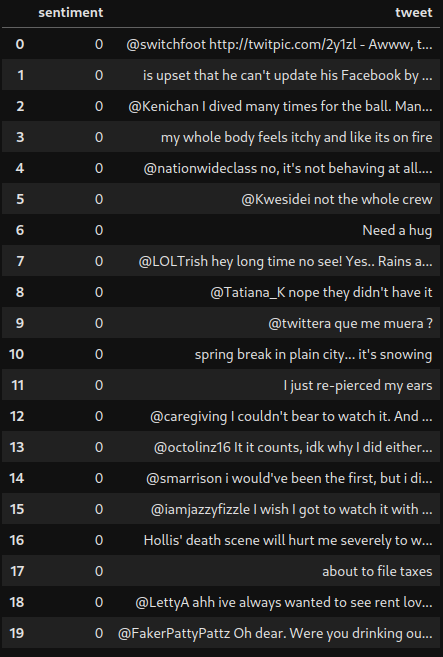 sentiment tweet
0 0 @switchfoot http://twitpic.com/2y1zl - Awww, t...
1 0 is upset that he can't update his Facebook by ...
2 0 @Kenichan I dived many times for the ball. Man...
3 0 my whole body feels itchy and like its on fire
4 0 @nationwideclass no, it's not behaving at all....
5 0 @Kwesidei not the whole crew
6 0 Need a hug
7 0 @LOLTrish hey long time no see! Yes.. Rains a...
8 0 @Tatiana_K nope they didn't have it
9 0 @twittera que me muera ?
10 0 spring break in plain city... it's snowing
11 0 I just re-pierced my ears
12 0 @caregiving I couldn't bear to watch it. And ...
13 0 @octolinz16 It it counts, idk why I did either...
14 0 @smarrison i would've been the first, but i di...
15 0 @iamjazzyfizzle I wish I got to watch it with ...
16 0 Hollis' death scene will hurt me severely to w...
17 0 about to file taxes
18 0 @LettyA ahh ive always wanted to see rent lov...
19 0 @FakerPattyPattz Oh dear. Were you drinking ou...